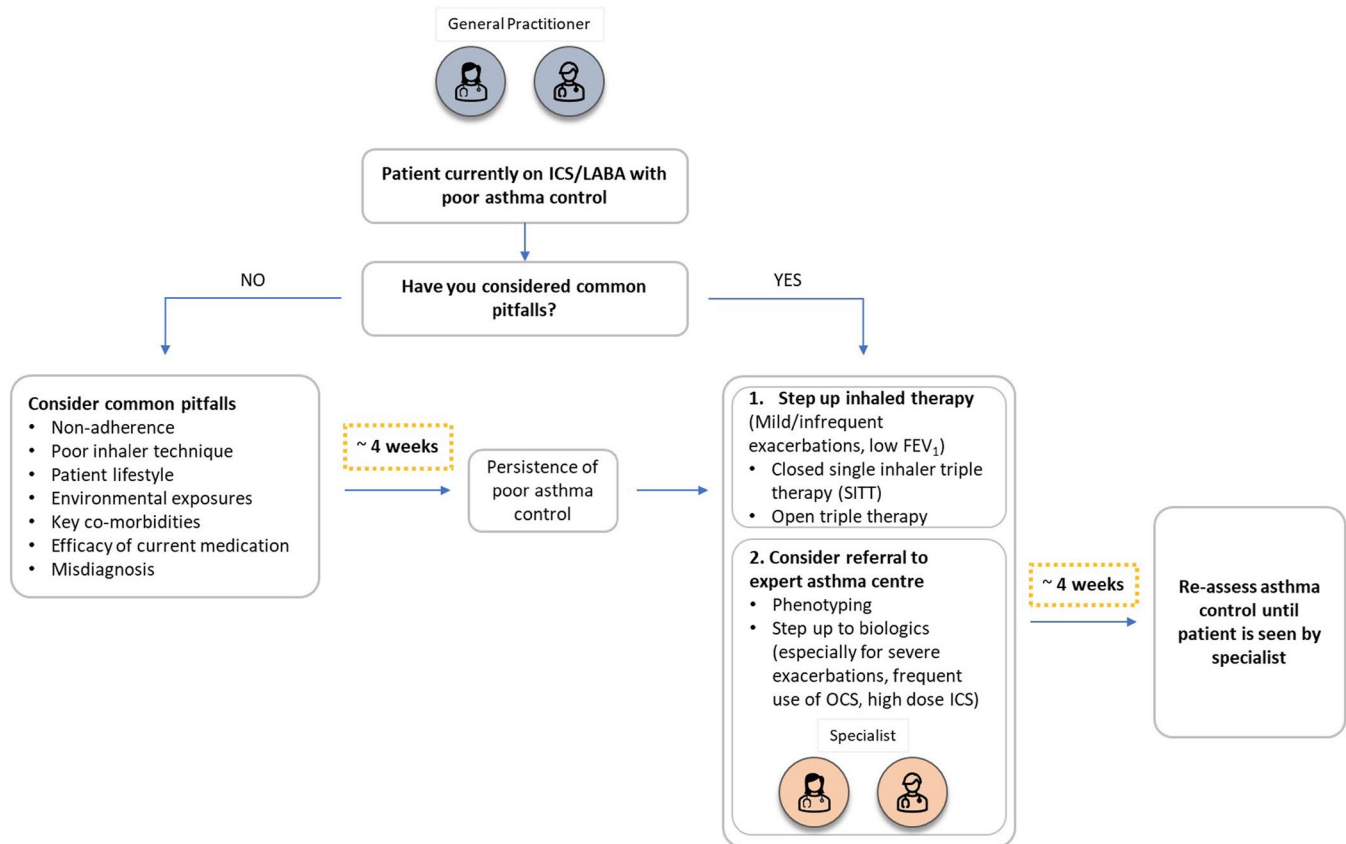 General Practitioner
Patient currently on ICS/LABA with
poor asthma control
Have you considered common
pitfalls?
NO
YES
Consider common pitfalls
• Non-adherence
• Poor inhaler technique
• Patient lifestyle
• Environmental exposures
• Key co-morbidities
• Efficacy of current medication
• Misdiagnosis
~ 4 weeks
Persistence of
poor asthma
control
1. Step up inhaled therapy
(Mild/infrequent
exacerbations, low FEV₁)
• Closed single inhaler triple
therapy (SITT)
• Open triple therapy
2. Consider referral to
expert asthma centre
• Phenotyping
• Step up to biologics
(especially for severe
exacerbations, frequent
use of OCS, high dose ICS)
Specialist
~ 4 weeks
Re-assess asthma
control until
patient is seen by
specialist